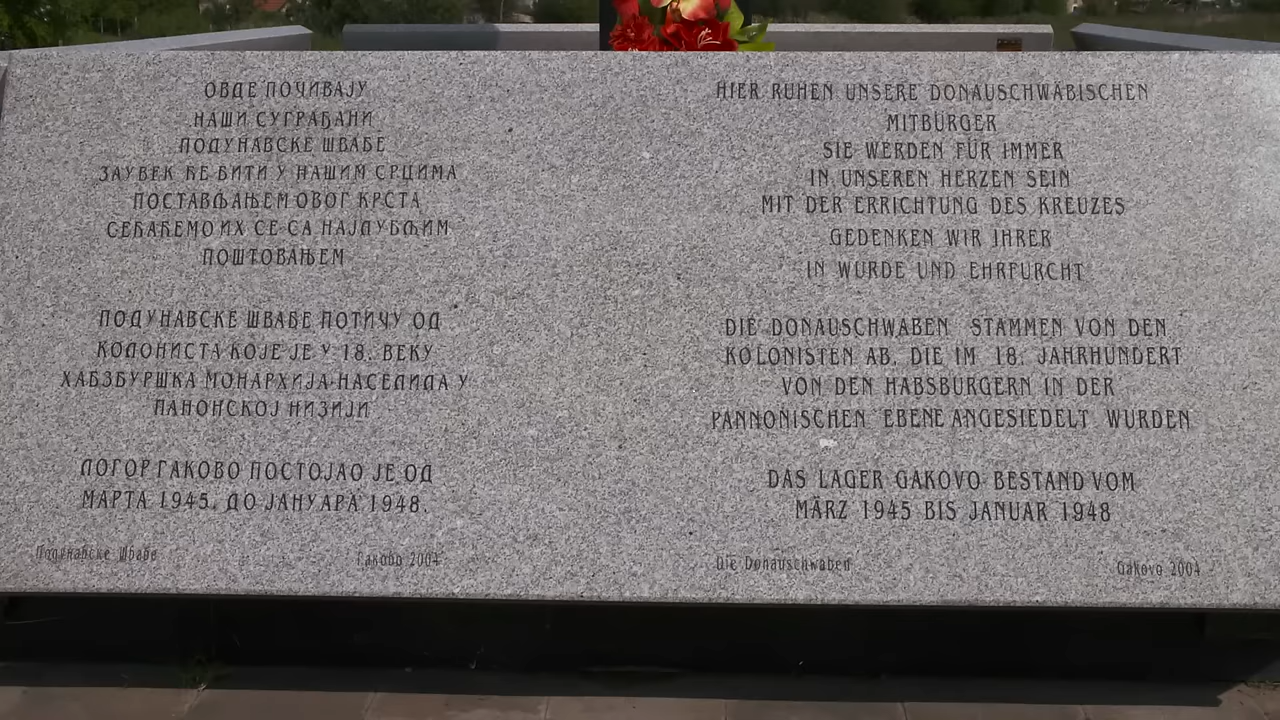 ОВДЕ ПОЧИВАЈУ
НАШИ СУГРАЂАНИ
ПОДУНАВСКЕ ШВАБЕ
ЗАУВЕК ЋЕ БИТИ У НАШИМ СРЦИМА
ПОСТАВЉАЊЕМ ОВОГ КРСТА
СЕЋАЋЕМО ИХ СЕ СА НАЈДУБЉИМ
ПОШТОВАЊЕМ
ПОДУНАВСКЕ ШВАБЕ ПОТИЧУ ОД
КОЛОНИСТА КОЈЕ ЈЕ У 18. ВЕКУ
ХАБЗБУРШКА МОНАРХИЈА НАСЕЛИЛА У
ПАНОНСКОЈ НИЗИЈИ
ЛОГОР ГАКОВО ПОСТОЈАО ЈЕ ОД
МАРТА 1945. ДО ЈАНУАРА 1948.
Подунавске Швабе
Гаково 2004
HIER RUHEN UNSERE DONAUSCHWÄBISCHEN
MITBÜRGER
SIE WERDEN FÜR IMMER
IN UNSEREN HERZEN SEIN
MIT DER ERRICHTUNG DES KREUZES
GEDENKEN WIR IHRER
IN WÜRDE UND EHRFURCHT
DIE DONAUSCHWABEN STAMMEN VON DEN
KOLONISTEN AB, DIE IM 18. JAHRHUNDERT
VON DEN HABSBURGERN IN DER
PANNONISCHEN EBENE ANGESIEDELT WURDEN
DAS LAGER GAKOVO BESTAND VOM
MÄRZ 1945 BIS JANUAR 1948
Die Donauschwaben
Gakovo 2004